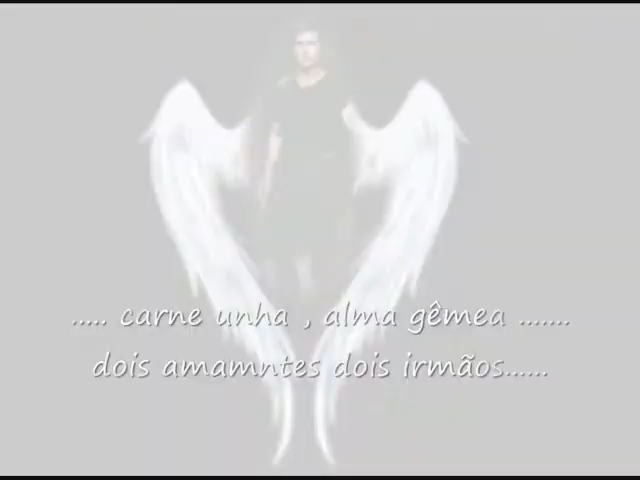 ..... carne unha , alma gêmea .......
dois amamntes dois irmãos......